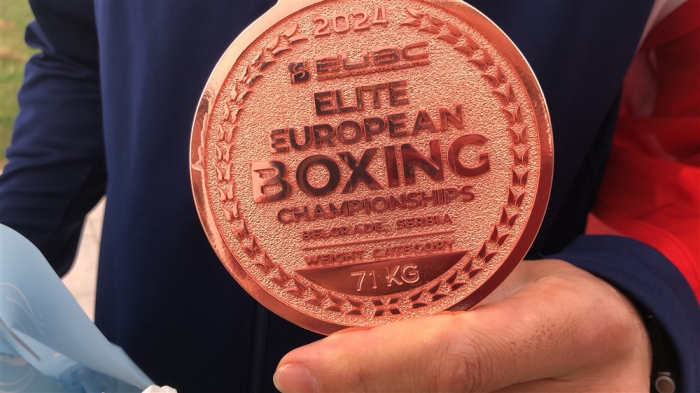 2024
EUBC
ELITE
EUROPEAN
BOXING
CHAMPIONSHIPS
BELGRADE, SERBIA
WEIGHT CATEGORY
71 KG